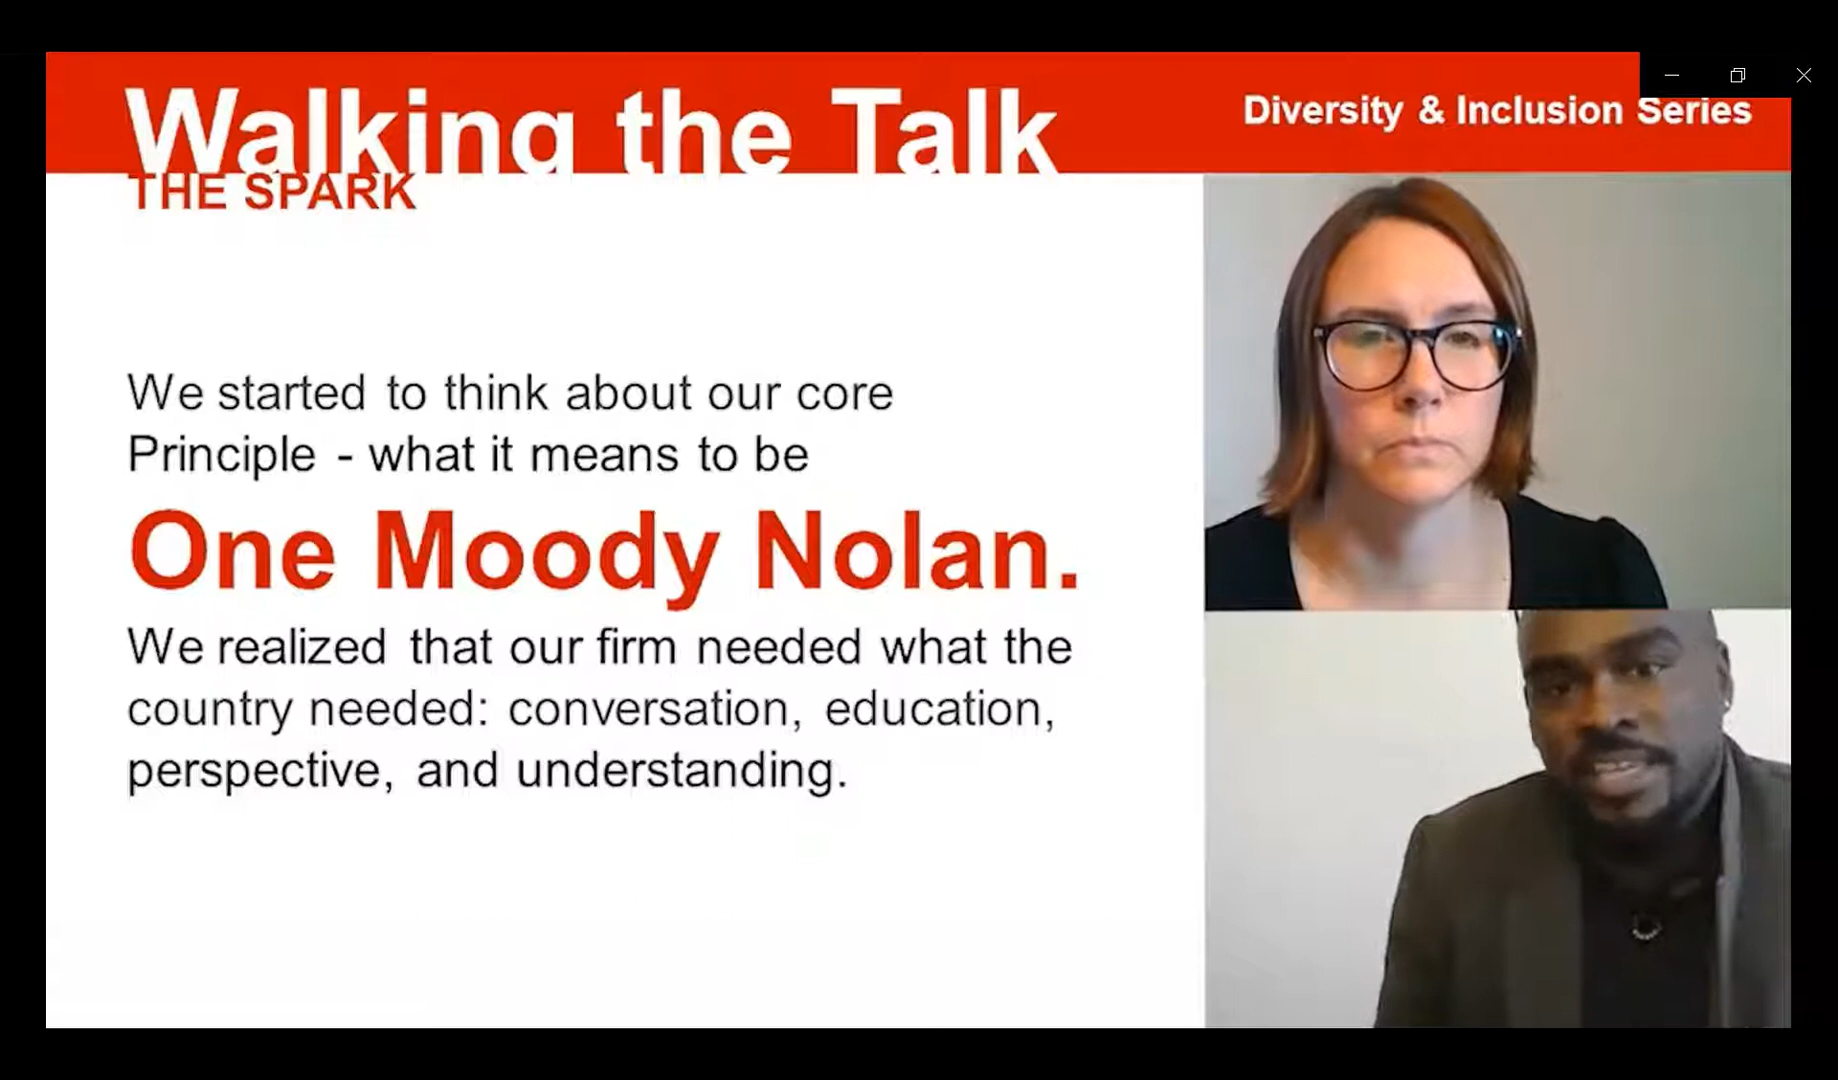 Walking the Talk
Diversity & Inclusion Series
THE SPARK
We started to think about our core
Principle - what it means to be
One Moody Nolan.
We realized that our firm needed what the
country needed: conversation, education,
perspective, and understanding.